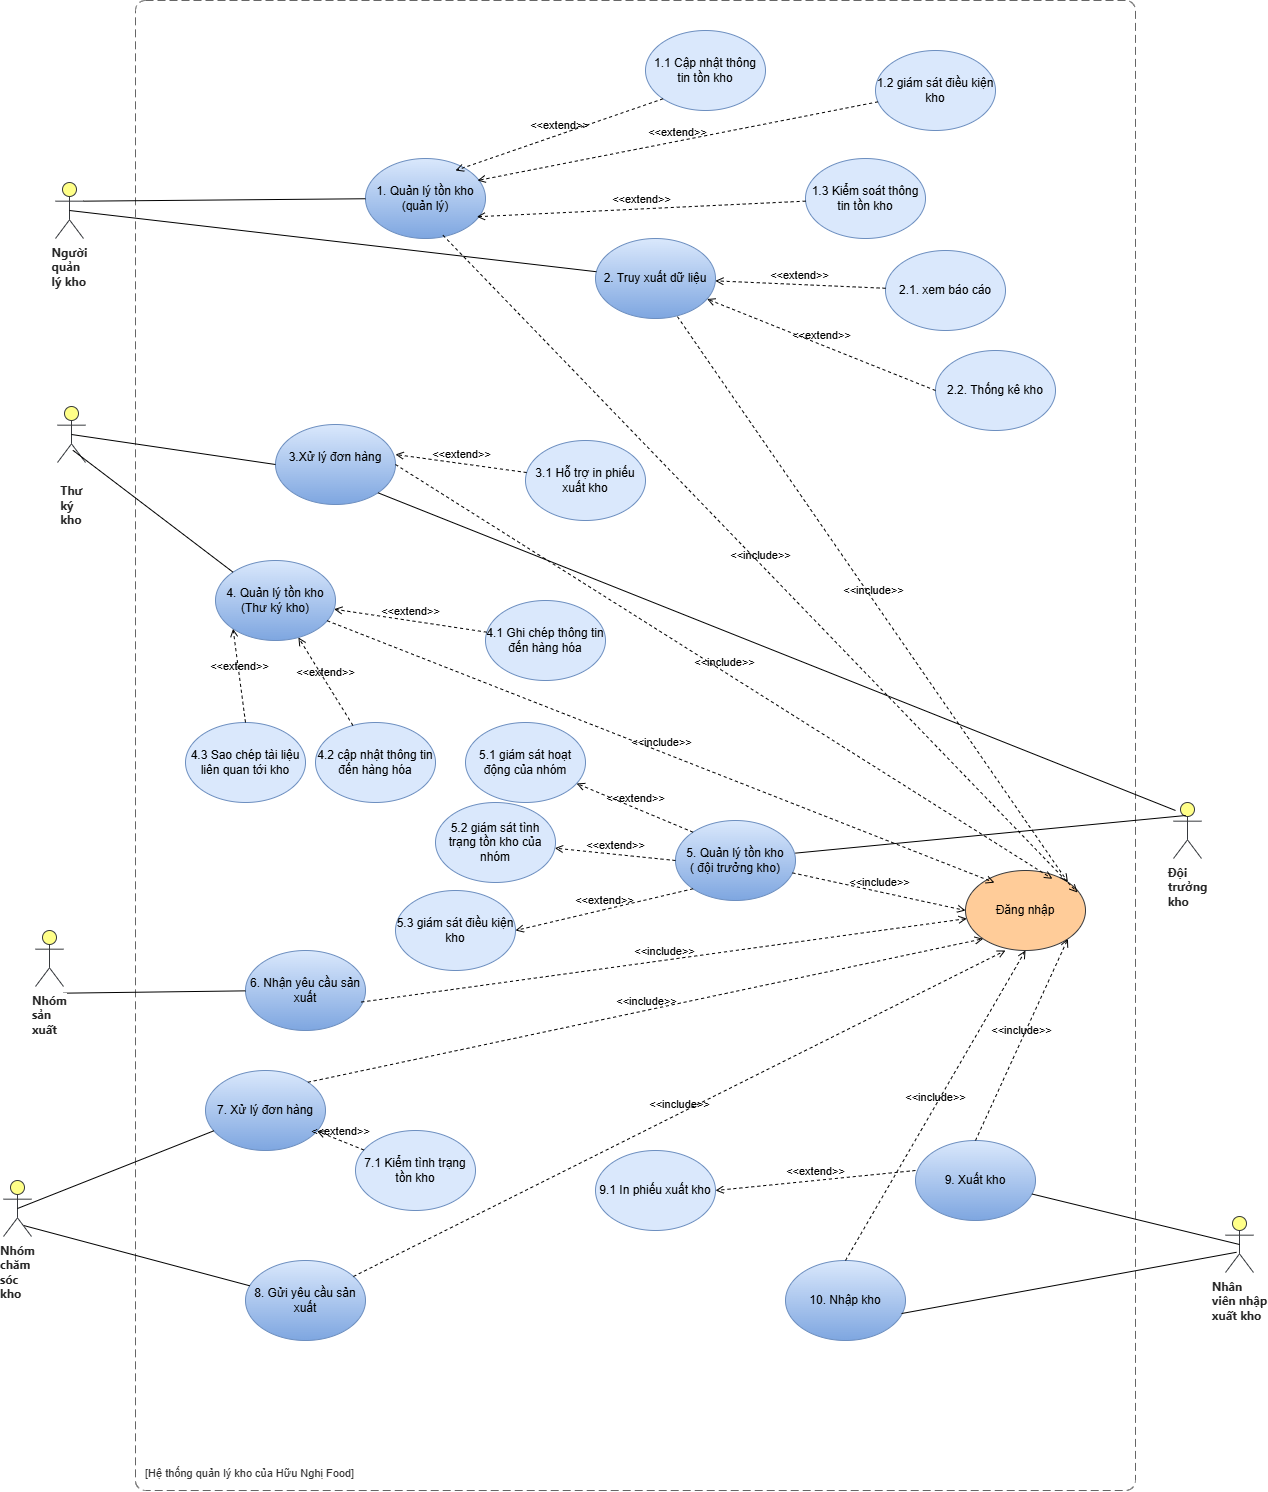 1.1 Cập nhật thông
tin tồn kho
1.2 giám sát điều kiện
kho
<<extend>>
<<extend>>
1. Quản lý tồn kho
(quản lý)
<<extend>>
1.3 Kiểm soát thông
tin tồn kho
Người
quản
lý kho
2. Truy xuất dữ liệu
<<extend>>
2.1. xem báo cáo
<<extend>>
2.2. Thống kê kho
3.Xử lý đơn hàng
<<extend>>
3.1 Hỗ trợ in phiếu
xuất kho
Thư
ký
kho
<<include>>
<<include>>
4. Quản lý tồn kho
(Thư ký kho)
<<extend>>
4.1 Ghi chép thông tin
đến hàng hóa
<<extend>>
<<extend>>
<<include>>
4.3 Sao chép tài liệu
liên quan tới kho
4.2 cập nhật thông tin
đến hàng hóa
5.1 giám sát hoạt
động của nhóm
<<include>>
<<extend>>
5.2 giám sát tình
trạng tồn kho của
nhóm
<<extend>>
5. Quản lý tồn kho
( đội trưởng kho)
<<include>>
Đội
trưởng
kho
<<extend>>
5.3 giám sát điều kiện
kho
Đăng nhập
<<include>>
6. Nhận yêu cầu sản
xuất
Nhóm
sản
xuất
<<include>>
<<include>>
7. Xử lý đơn hàng
<<extend>>
<<include>>
<<include>>
7.1 Kiểm tình trạng
tồn kho
<<extend>>
9.1 In phiếu xuất kho
9. Xuất kho
Nhóm
chăm
sóc
kho
8. Gửi yêu cầu sản
xuất
10. Nhập kho
Nhân
viên nhập
xuất kho
[Hệ thống quản lý kho của Hữu Nghị Food]